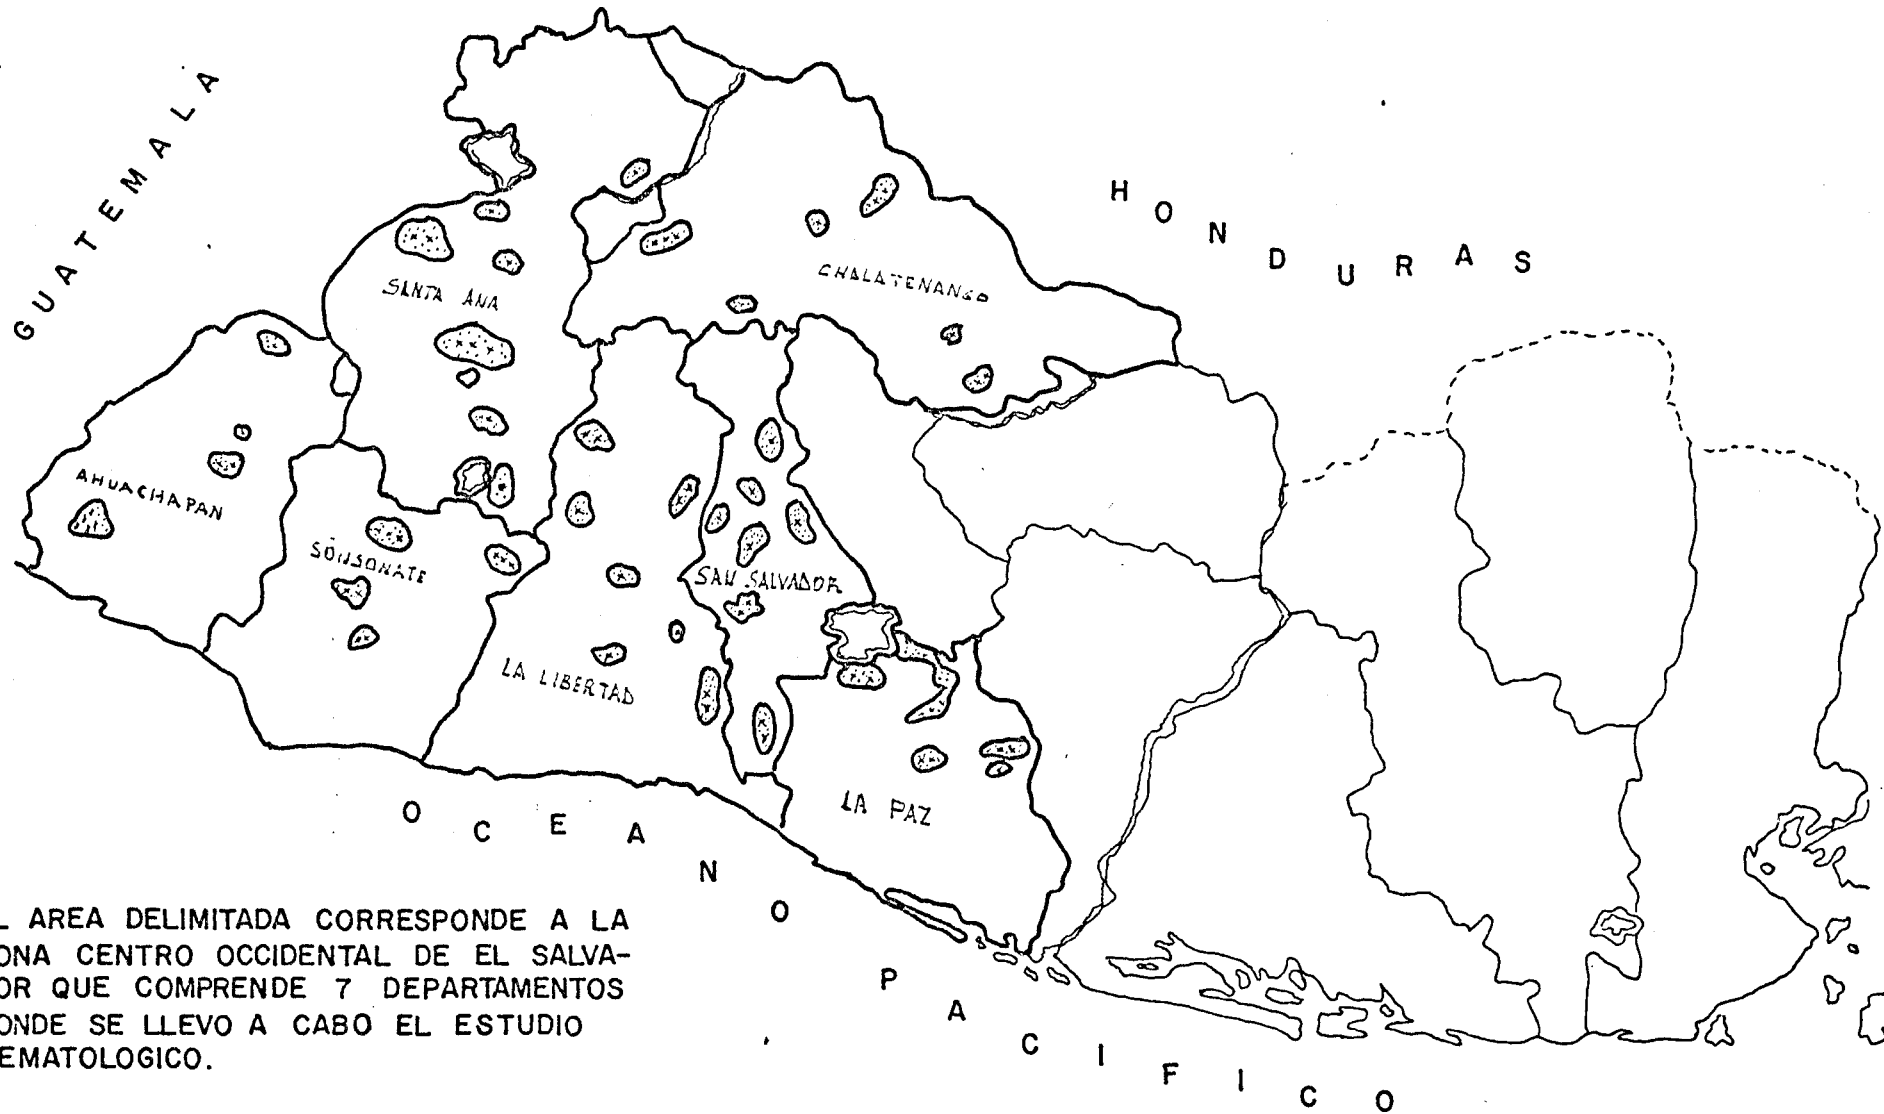 GUATEMALA
HONDURAS
SANTA ANA
CHALATENANGO
AHUACHAPAN
SONSONATE
SAN SALVADOR
LA LIBERTAD
LA PAZ
OCEANO PACIFICO
L AREA DELIMITADA CORRESPONDE A LA
ONA CENTRO OCCIDENTAL DE EL SALVA-
OR QUE COMPRENDE 7 DEPARTAMENTOS
ONDE SE LLEVO A CABO EL ESTUDIO
EMATOLOGICO.